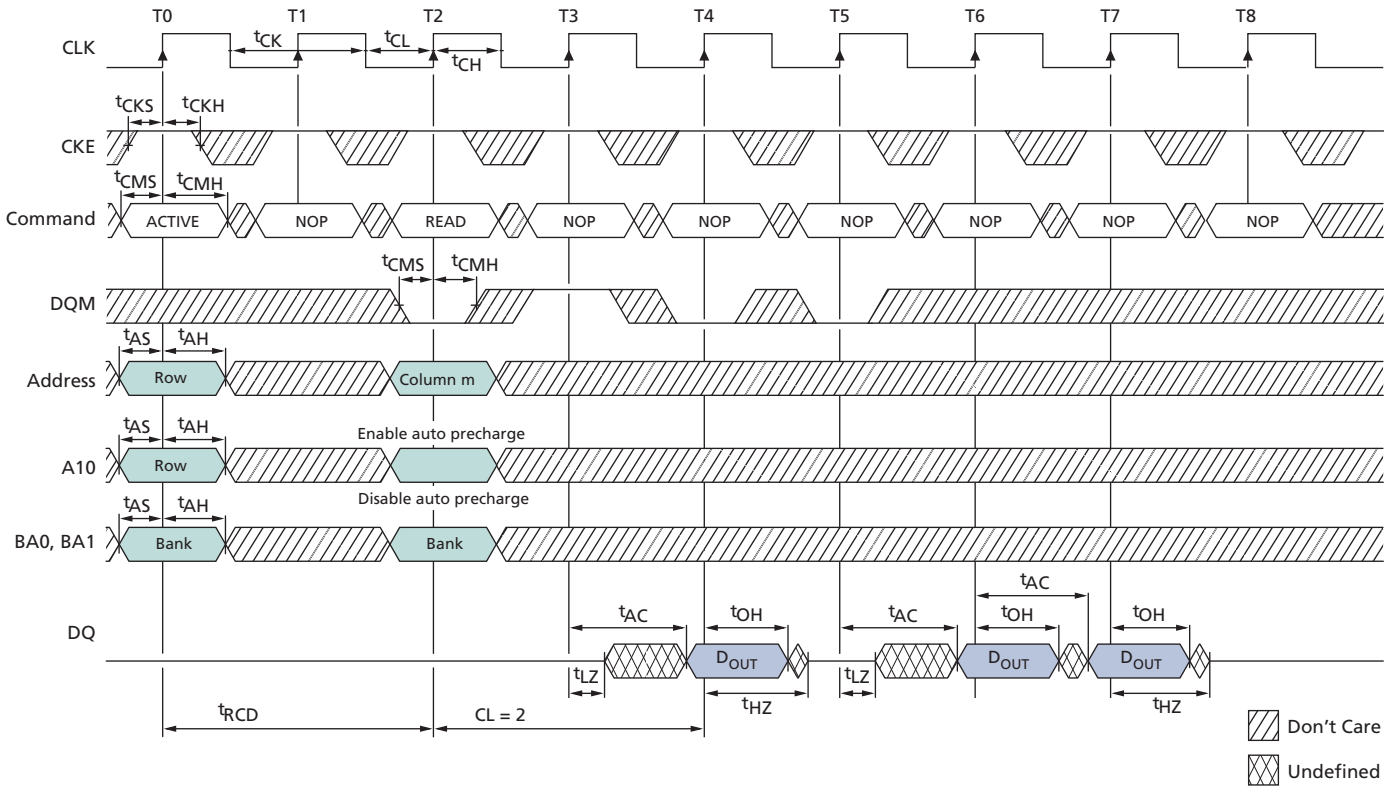 T0 T1 T2 T3 T4 T5 T6 T7 T8
CLK tCK tCL tCH
tCKS tCKH
CKE
tCMS tCMH
Command ACTIVE NOP READ NOP NOP NOP NOP NOP NOP
tCMS tCMH
DQM
tAS tAH
Address Row Column m
tAS tAH Enable auto precharge
A10 Row
tAS tAH Disable auto precharge
BA0, BA1 Bank Bank
tAC tOH tAC tAC tOH tOH
DQ DOUT DOUT DOUT
tLZ tHZ tLZ tHZ
tRCD CL = 2
Don't Care
Undefined